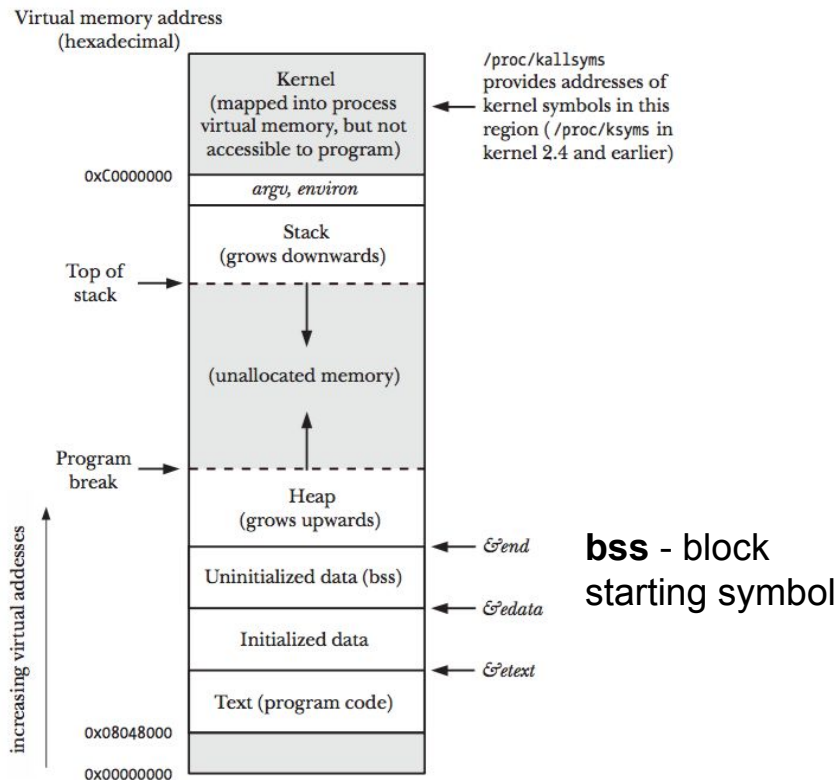 Virtual memory address
(hexadecimal)
/proc/kallsyms
provides addresses of
kernel symbols in this
region (/proc/ksyms in
kernel 2.4 and earlier)
Kernel
(mapped into process
virtual memory, but not
accessible to program)
0xC0000000
argv, environ
Stack
(grows downwards)
Top of
stack
(unallocated memory)
Program
break
Heap
(grows upwards)
&end
bss - block
starting symbol
Uninitialized data (bss)
&edata
Initialized data
&etext
Text (program code)
0x08048000
0x00000000
increasing virtual addesses